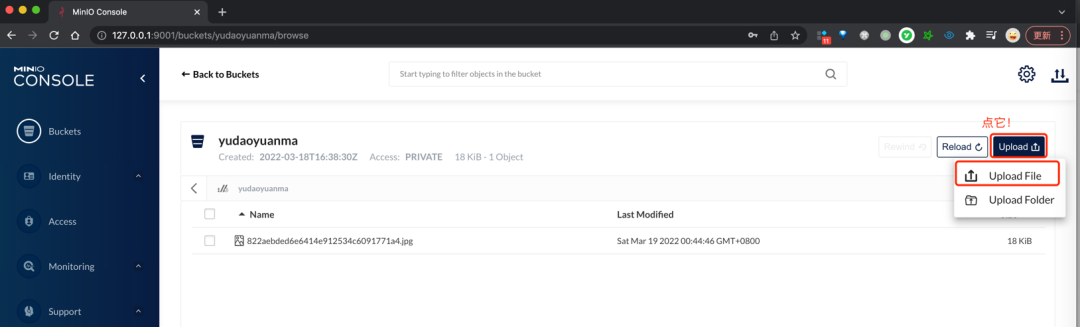 MinIO Console
127.0.0.1:9001/buckets/yudaoyuanma/browse
11
更新
MINIO
CONSOLE
Back to Buckets
Start typing to filter objects in the bucket
点它!
Buckets
Identity
Access
Monitoring
Support
yudaoyuanma
Created: 2022-03-18T16:38:30Z Access: PRIVATE 18 KiB - 1 Object
Rewind
Reload
Upload
Upload File
Upload Folder
yudaoyuanma
Name Last Modified
822aebded6e6414e912534c6091771a4.jpg Sat Mar 19 2022 00:44:46 GMT+0800 18 KiB